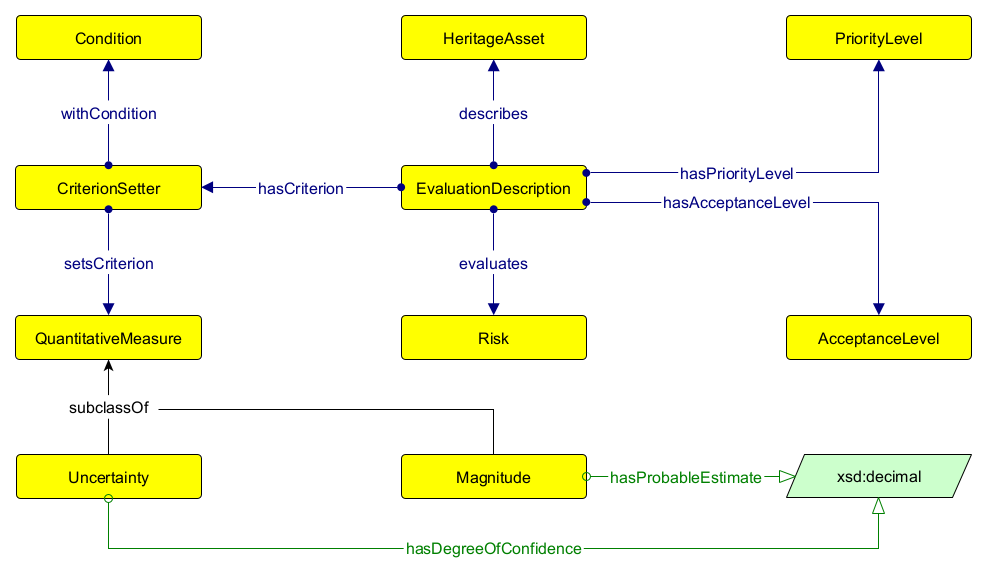 Condition
HeritageAsset
PriorityLevel
withCondition
describes
hasPriorityLevel
CriterionSetter
hasCriterion
EvaluationDescription
hasAcceptanceLevel
setsCriterion
evaluates
QuantitativeMeasure
Risk
AcceptanceLevel
subclassOf
Uncertainty
Magnitude
hasProbableEstimate
xsd:decimal
hasDegreeOfConfidence